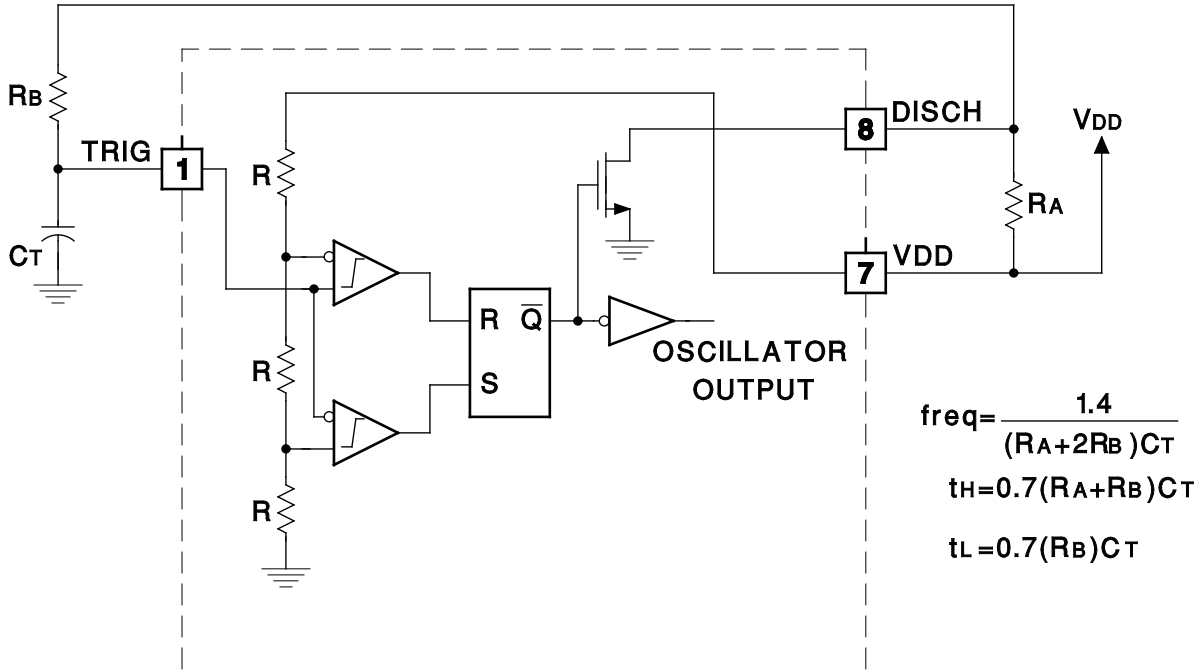 RB
TRIG
1
CT
R
R
R
R Q̅
S
8
DISCH
VDD
RA
7
VDD
OSCILLATOR
OUTPUT
freq= 1.4
(RA+2RB)CT
tH=0.7(RA+RB)CT
tL=0.7(RB)CT